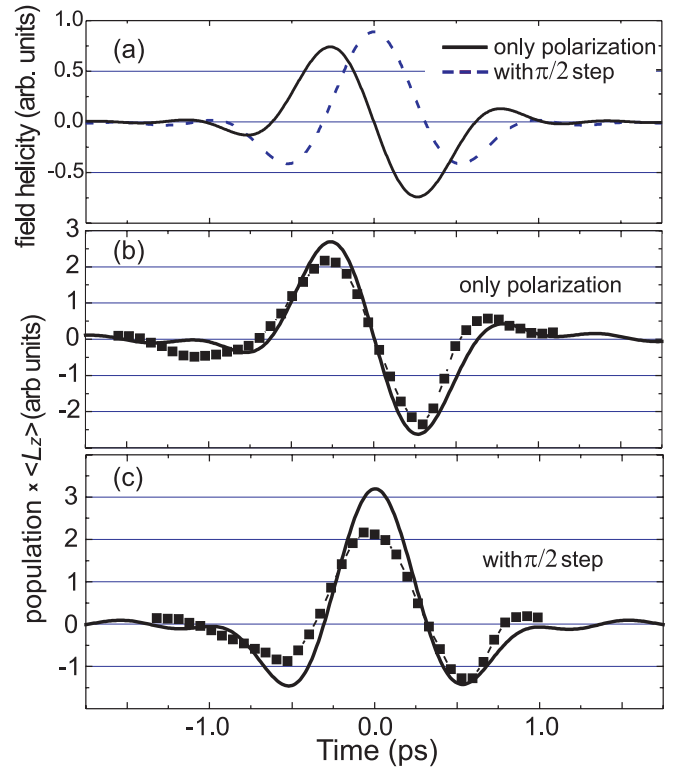 (a)
only polarization
with π/2 step
field helicity (arb. units)
1.0
0.5
0.0
-0.5
(b)
only polarization
3
2
1
0
-1
-2
population × <Lz> (arb units)
(c)
with π/2 step
3
2
1
0
-1
-1.0
0.0
1.0
Time (ps)